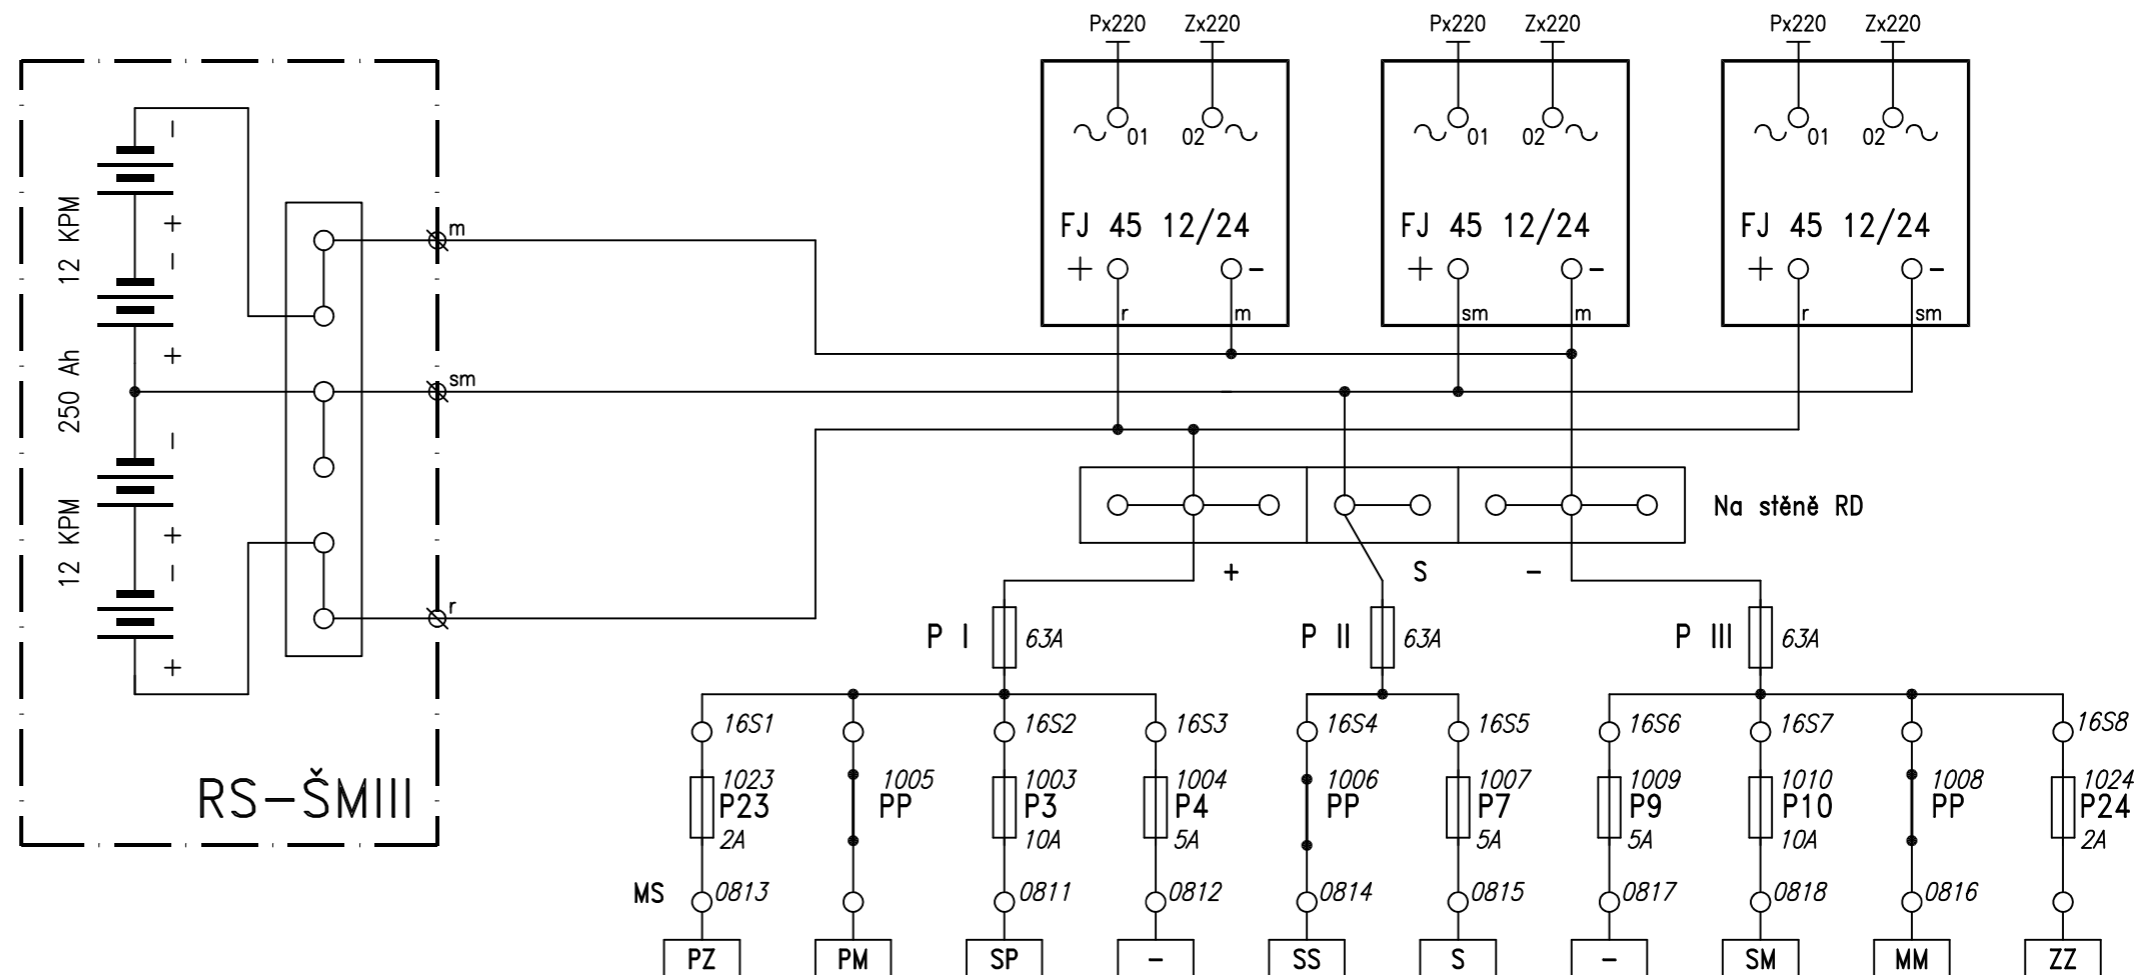 Px220 Zx220 Px220 Zx220 Px220 Zx220
01 02 01 02 01 02
FJ 45 12/24 FJ 45 12/24 FJ 45 12/24
+ - + - + -
r m sm m r sm
12 KPM
250 Ah
12 KPM
- + - + - + - +
m
sm
r
RS-ŠMIII
Na stěně RD
+ S -
P I 63A P II 63A P III 63A
16S1 16S2 16S3 16S4 16S5 16S6 16S7 16S8
1023 1005 1003 1004 1006 1007 1009 1010 1008 1024
P23 PP P3 P4 PP P7 P9 P10 PP P24
2A 10A 5A 5A 5A 10A 2A
MS 0813 0811 0812 0814 0815 0817 0818 0816
PZ PM SP - SS S - SM MM ZZ